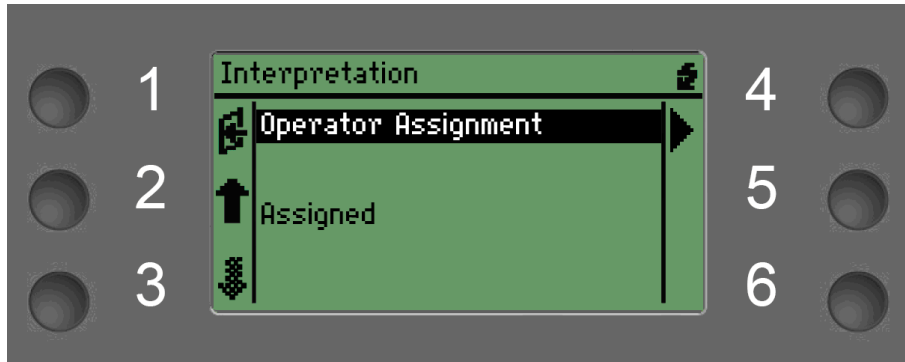 1
2
3
Interpretation
Operator Assignment
Assigned
4
5
6